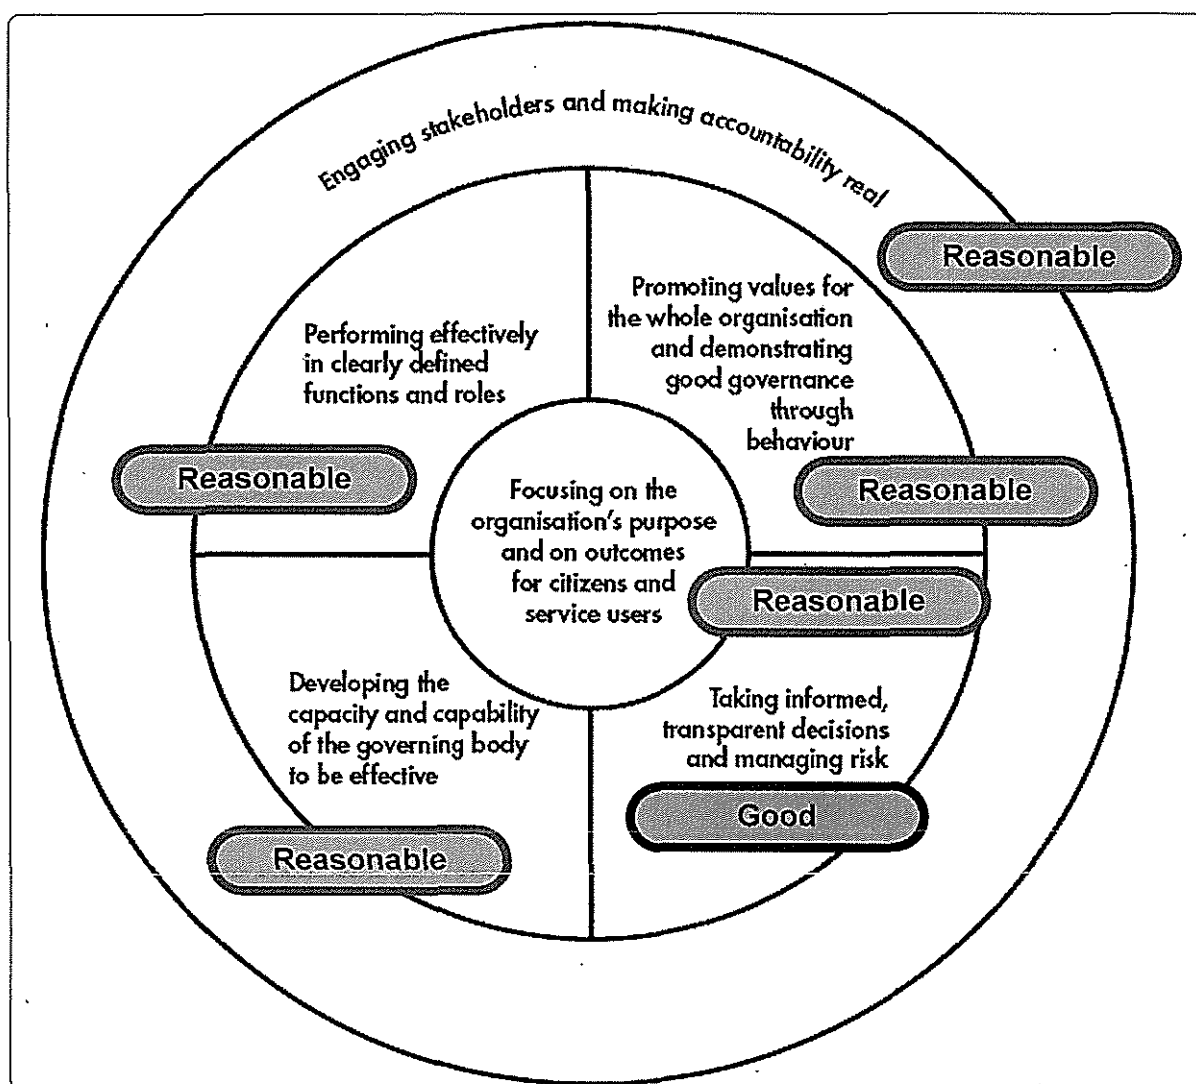 Engaging stakeholders and making accountability real
Reasonable
Promoting values for
the whole organisation
and demonstrating
good governance
through
behaviour
Reasonable
Performing effectively
in clearly defined
functions and roles
Reasonable
Focusing on the
organisation's purpose
and on outcomes
for citizens and
service users
Reasonable
Developing the
capacity and capability
of the governing body
to be effective
Reasonable
Taking informed,
transparent decisions
and managing risk
Good